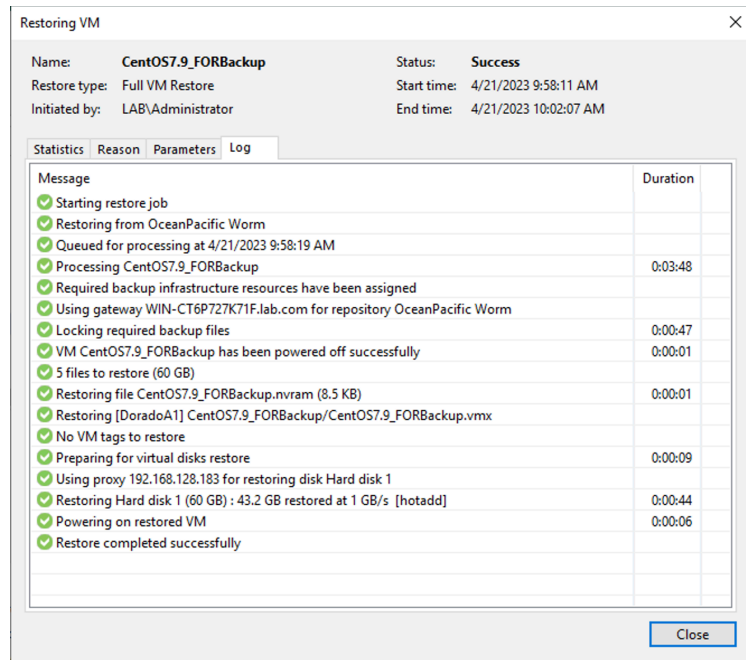 Restoring VM
Name: CentOS7.9_FORBackup Status: Success
Restore type: Full VM Restore Start time: 4/21/2023 9:58:11 AM
Initiated by: LAB\Administrator End time: 4/21/2023 10:02:07 AM
Statistics Reason Parameters Log
Message Duration
Starting restore job
Restoring from OceanPacific Worm
Queued for processing at 4/21/2023 9:58:19 AM
Processing CentOS7.9_FORBackup 0:03:48
Required backup infrastructure resources have been assigned
Using gateway WIN-CT6P727K71F.lab.com for repository OceanPacific Worm
Locking required backup files 0:00:47
VM CentOS7.9_FORBackup has been powered off successfully 0:00:01
5 files to restore (60 GB)
Restoring file CentOS7.9_FORBackup.nvram (8.5 KB) 0:00:01
Restoring [DoradoA1] CentOS7.9_FORBackup/CentOS7.9_FORBackup.vmx
No VM tags to restore
Preparing for virtual disks restore 0:00:09
Using proxy 192.168.128.183 for restoring disk Hard disk 1
Restoring Hard disk 1 (60 GB) : 43.2 GB restored at 1 GB/s [hotadd] 0:00:44
Powering on restored VM 0:00:06
Restore completed successfully
Close